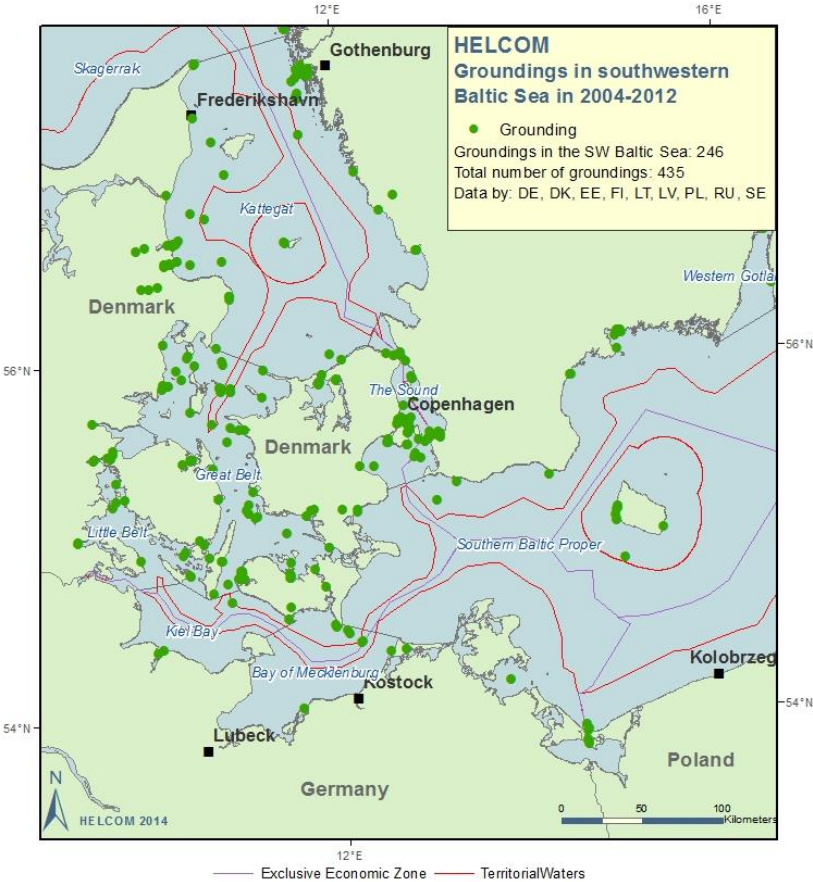 12°E
16°E
HELCOM
Groundings in southwestern
Baltic Sea in 2004-2012
Grounding
Groundings in the SW Baltic Sea: 246
Total number of groundings: 435
Data by: DE, DK, EE, FI, LT, LV, PL, RU, SE
Gothenburg
Skagerrak
Frederikshavn
Kattegat
Western Gotla
Denmark
56°N
56°N
The Sound
Copenhagen
Denmark
Great Belt
Little Belt
Southern Baltic Proper
Kiel Bay
Kolobrzeg
Bay of Mecklenburg
Rostock
54°N
54°N
Lübeck
Poland
Germany
N
HELCOM 2014
0 50 100
Kilometers
12°E
Exclusive Economic Zone
TerritorialWaters